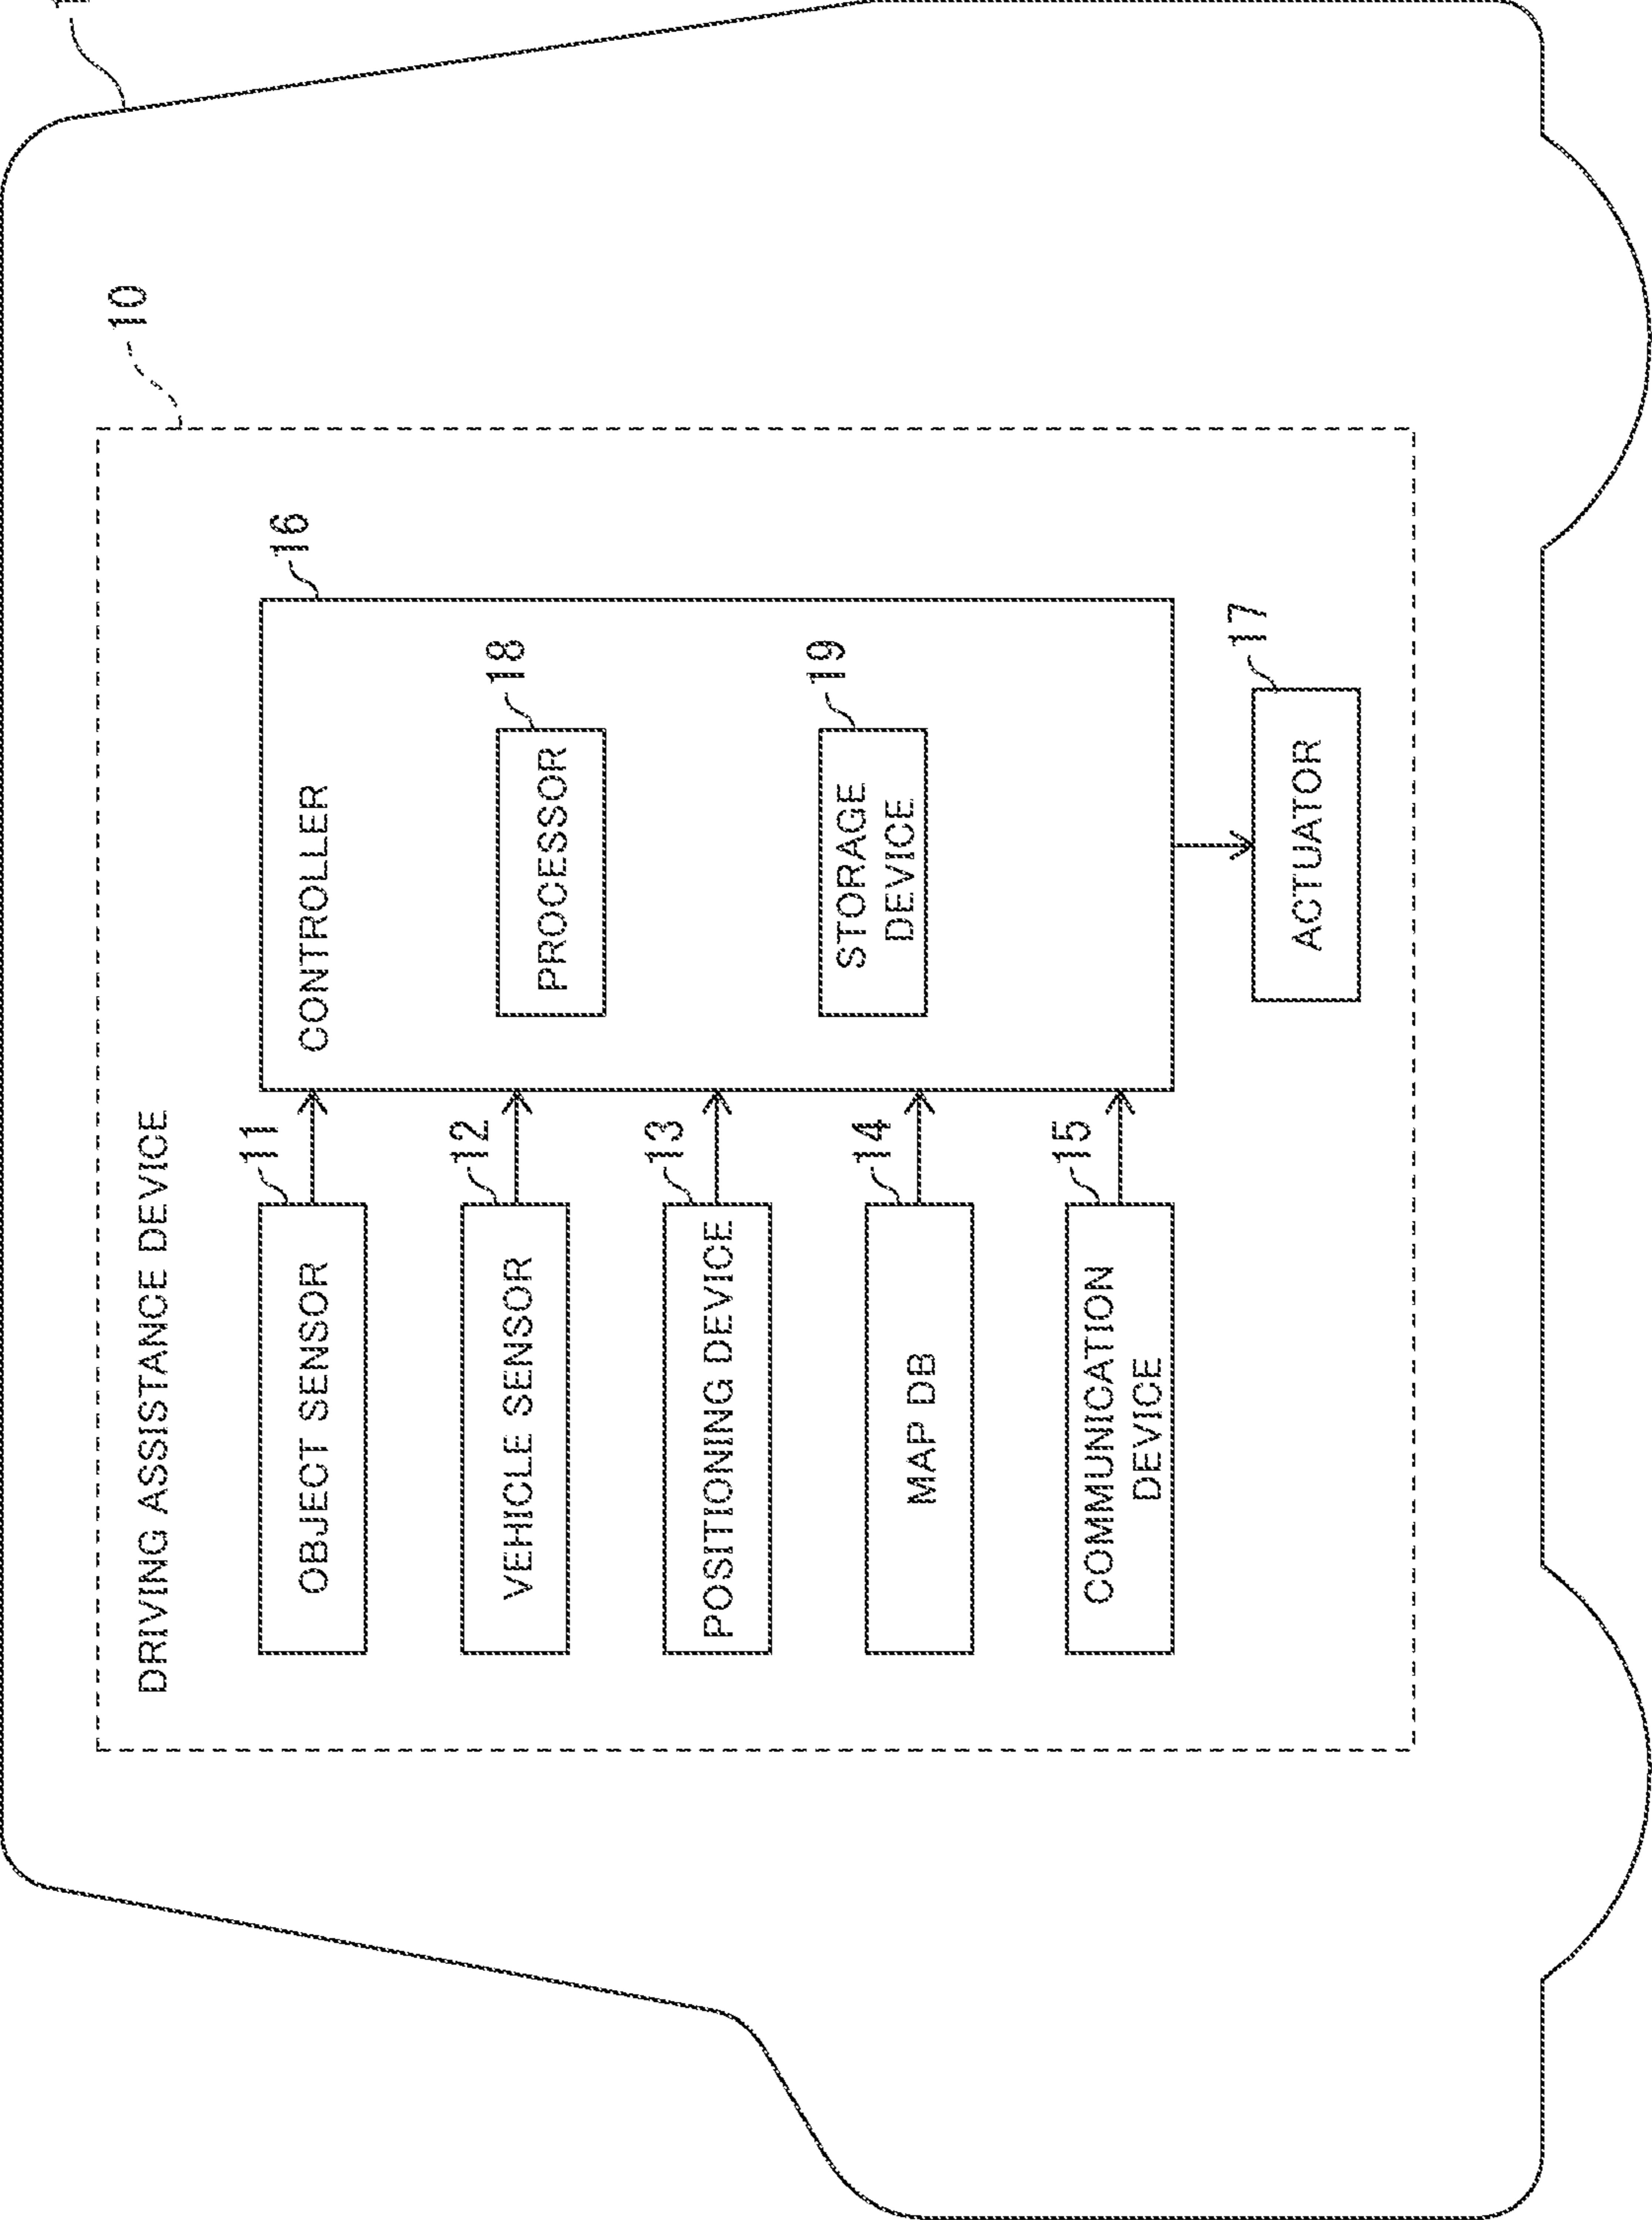 10
DRIVING ASSISTANCE DEVICE
11
OBJECT SENSOR
12
VEHICLE SENSOR
13
POSITIONING DEVICE
14
MAP DB
15
COMMUNICATION
DEVICE
16
CONTROLLER
18
PROCESSOR
19
STORAGE
DEVICE
17
ACTUATOR